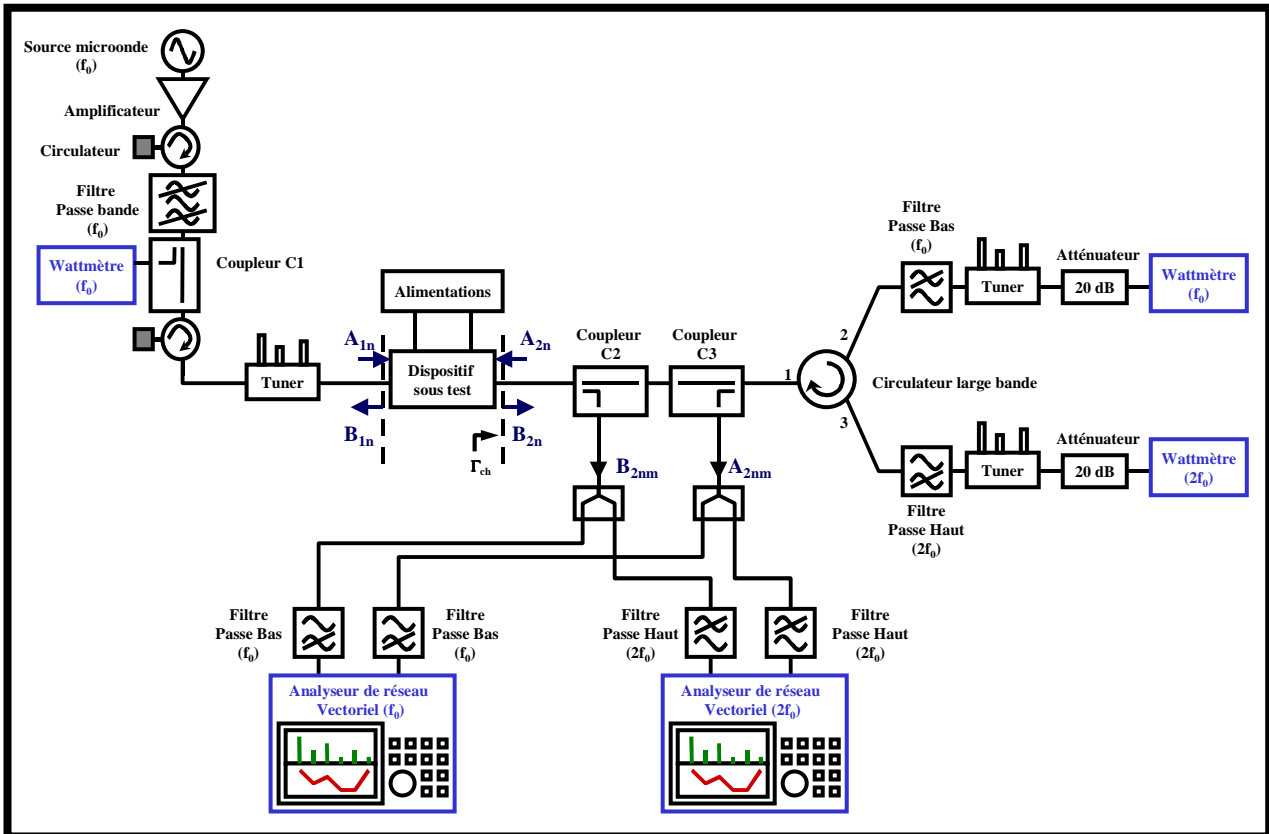 Source microonde
(f0)
Amplificateur
Circulateur
Filtre
Passe bande
(f0)
Wattmètre
(f0)
Coupleur C1
Tuner
Alimentations
A1n
A2n
Dispositif
sous test
B1n
B2n
Γch
Coupleur
C2
Coupleur
C3
B2nm
A2nm
1
2
3
Circulateur large bande
Filtre
Passe Bas
(f0)
Tuner
Atténuateur
20 dB
Wattmètre
(f0)
Filtre
Passe Haut
(2f0)
Tuner
Atténuateur
20 dB
Wattmètre
(2f0)
Filtre
Passe Bas
(f0)
Filtre
Passe Bas
(f0)
Filtre
Passe Haut
(2f0)
Filtre
Passe Haut
(2f0)
Analyseur de réseau
Vectoriel (f0)
Analyseur de réseau
Vectoriel (2f0)